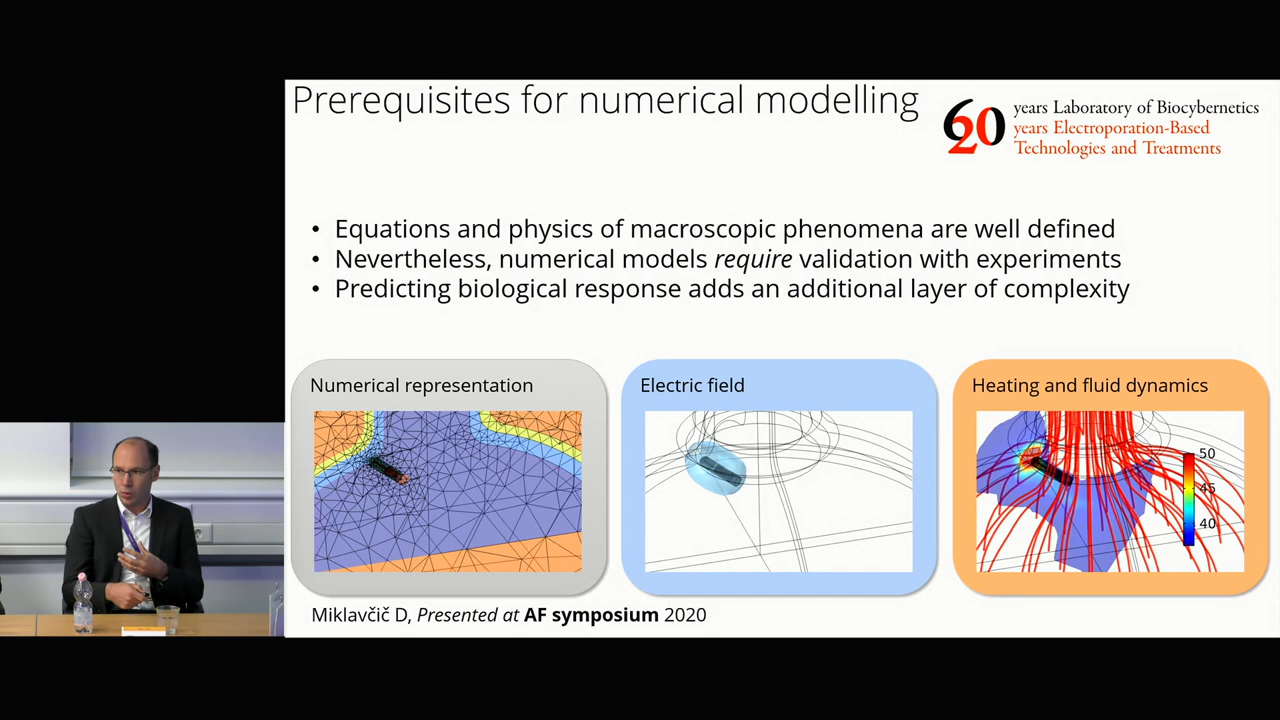 Prerequisites for numerical modelling
60
20
years Laboratory of Biocybernetics
years Electroporation-Based
Technologies and Treatments
• Equations and physics of macroscopic phenomena are well defined
• Nevertheless, numerical models require validation with experiments
• Predicting biological response adds an additional layer of complexity
Numerical representation
Electric field
Heating and fluid dynamics
50
45
40
Miklavčič D, Presented at AF symposium 2020